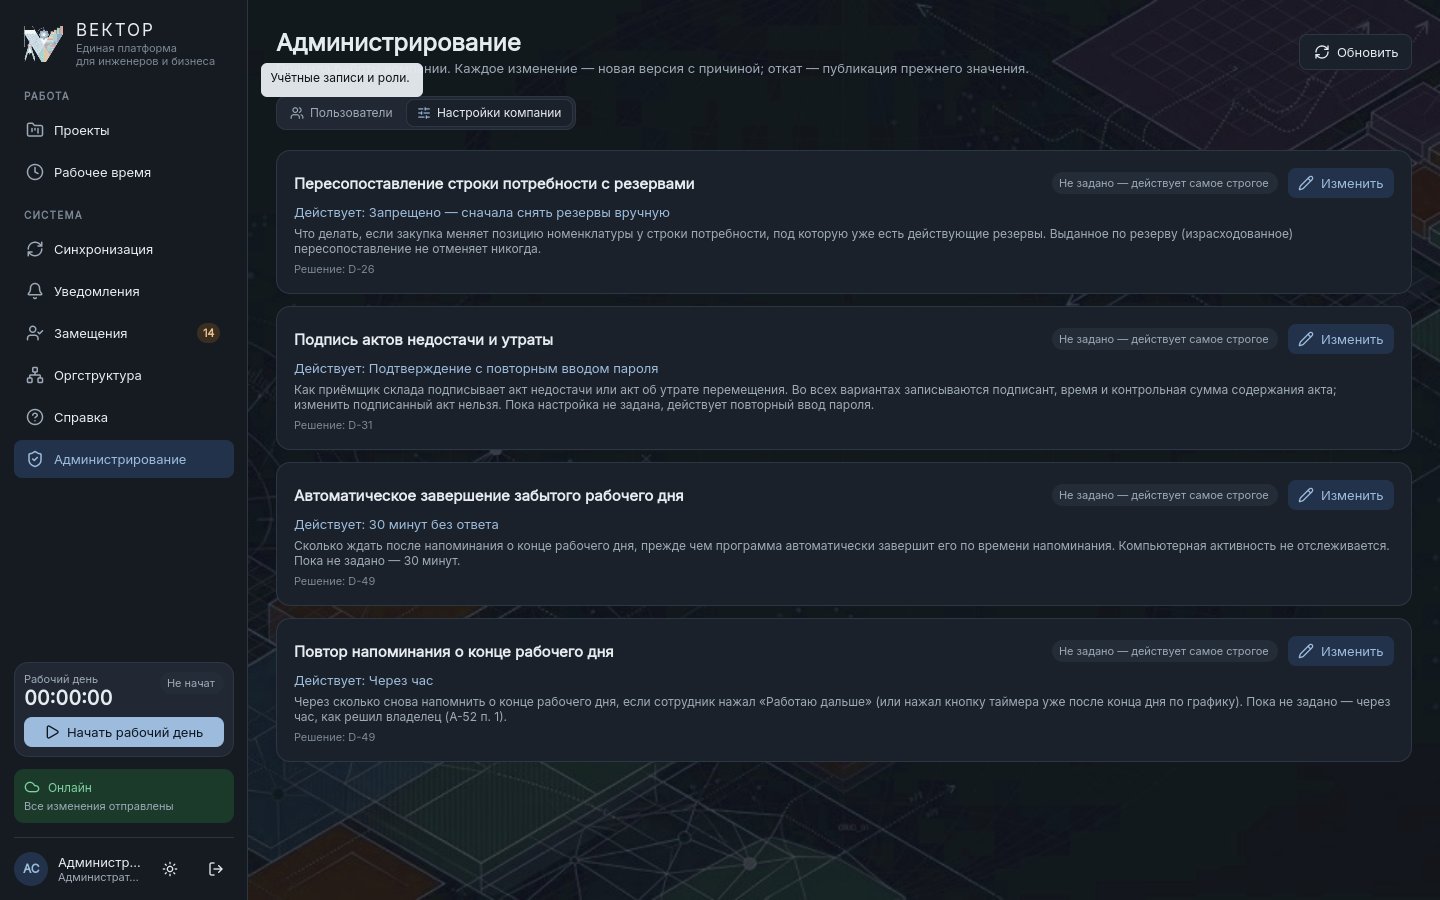 ВЕКТОР
Единая платформа
для инженеров и бизнеса
РАБОТА
Проекты
Рабочее время
СИСТЕМА
Синхронизация
Уведомления
Замещения
14
Оргструктура
Справка
Администрирование
Рабочий день
00:00:00
Не начат
Начать рабочий день
Онлайн
Все изменения отправлены
АС
Администр...
Администрат...
Администрирование
Каждое изменение — новая версия с причиной; откат — публикация прежнего значения.
Обновить
Учётные записи и роли.
Пользователи
Настройки компании
Пересопоставление строки потребности с резервами
Не задано — действует самое строгое
Изменить
Действует: Запрещено — сначала снять резервы вручную
Что делать, если закупка меняет позицию номенклатуры у строки потребности, под которую уже есть действующие резервы. Выданное по резерву (израсходованное)
пересопоставление не отменяет никогда.
Решение: D-26
Подпись актов недостачи и утраты
Не задано — действует самое строгое
Изменить
Действует: Подтверждение с повторным вводом пароля
Как приёмщик склада подписывает акт недостачи или акт об утрате перемещения. Во всех вариантах записываются подписант, время и контрольная сумма содержания акта;
изменить подписанный акт нельзя. Пока настройка не задана, действует повторный ввод пароля.
Решение: D-31
Автоматическое завершение забытого рабочего дня
Не задано — действует самое строгое
Изменить
Действует: 30 минут без ответа
Сколько ждать после напоминания о конце рабочего дня, прежде чем программа автоматически завершит его по времени напоминания. Компьютерная активность не отслеживается.
Пока не задано — 30 минут.
Решение: D-49
Повтор напоминания о конце рабочего дня
Не задано — действует самое строгое
Изменить
Действует: Через час
Через сколько снова напомнить о конце рабочего дня, если сотрудник нажал «Работаю дальше» (или нажал кнопку таймера уже после конца дня по графику). Пока не задано — через
час, как решил владелец (А-52 п. 1).
Решение: D-49